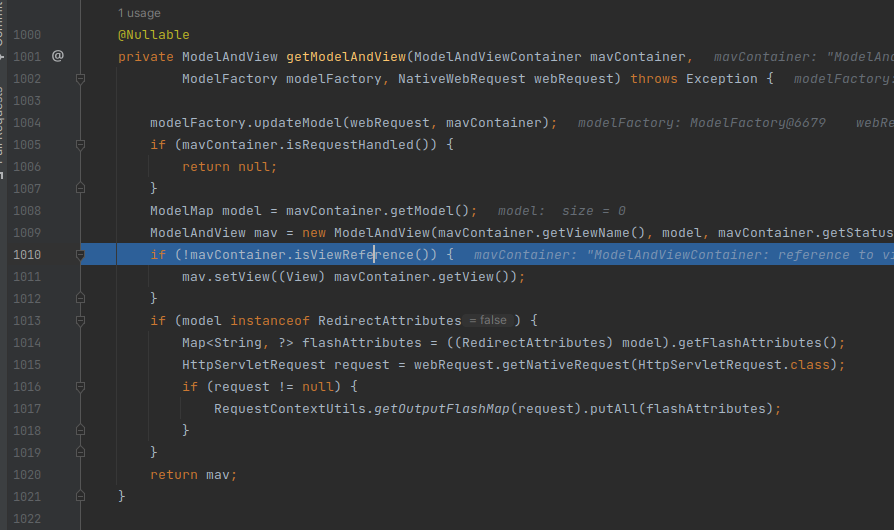 1 usage
1000 @Nullable
1001 @ private ModelAndView getModelAndView(ModelAndViewContainer mavContainer, mavContainer: "ModelAnd
1002 ModelFactory modelFactory, NativeWebRequest webRequest) throws Exception { modelFactory:
1003
1004 modelFactory.updateModel(webRequest, mavContainer); modelFactory: ModelFactory@6679 webRe
1005 if (mavContainer.isRequestHandled()) {
1006 return null;
1007 }
1008 ModelMap model = mavContainer.getModel(); model: size = 0
1009 ModelAndView mav = new ModelAndView(mavContainer.getViewName(), model, mavContainer.getStatus
1010 if (!mavContainer.isViewReference()) { mavContainer: "ModelAndViewContainer: reference to vi
1011 mav.setView((View) mavContainer.getView());
1012 }
1013 if (model instanceof RedirectAttributes = false ) {
1014 Map<String, ?> flashAttributes = ((RedirectAttributes) model).getFlashAttributes();
1015 HttpServletRequest request = webRequest.getNativeRequest(HttpServletRequest.class);
1016 if (request != null) {
1017 RequestContextUtils.getOutputFlashMap(request).putAll(flashAttributes);
1018 }
1019 }
1020 return mav;
1021 }
1022